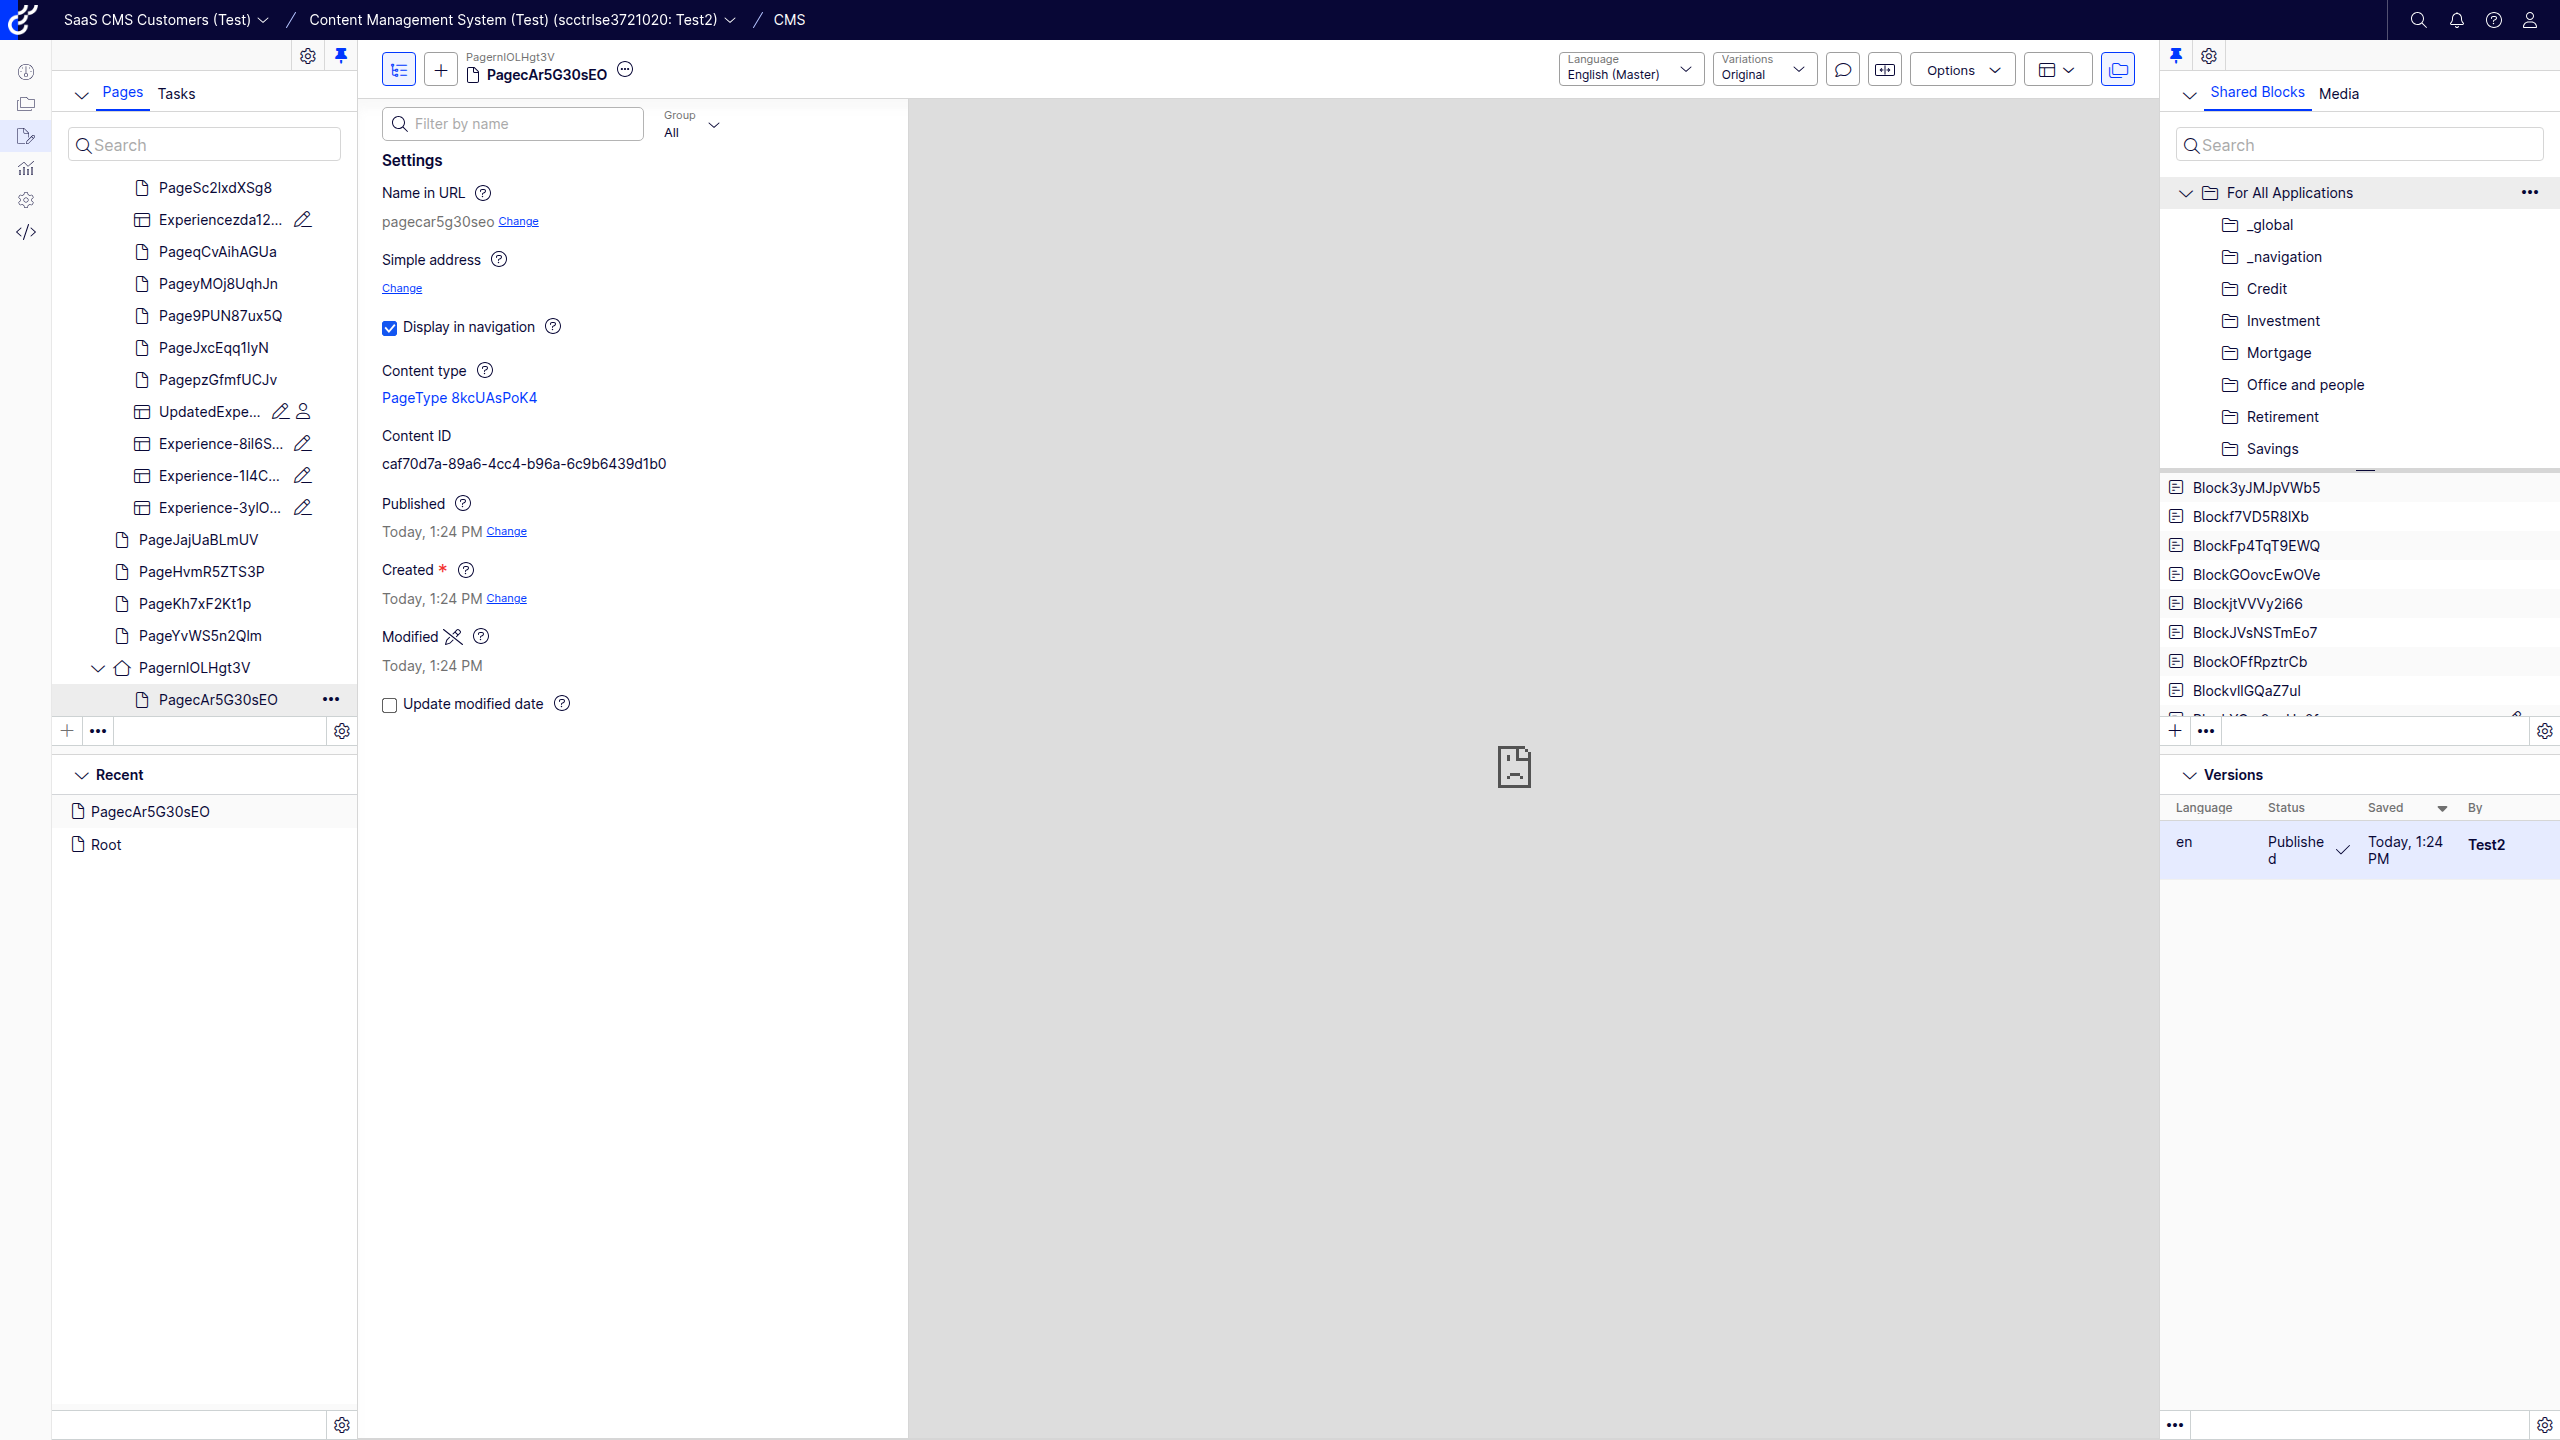 SaaS CMS Customers (Test)
Content Management System (Test) (scctrlse3721020: Test2)
CMS
Pages
Tasks
Search
PageSc2IxdXSg8
Experiencezda12...
PageqCvAihAGUa
PageyMOj8UqhJn
Page9PUN87ux5Q
PageJxcEqq1lyN
PagepzGfmfUCJv
UpdatedExpe...
Experience-8il6S...
Experience-1I4C...
Experience-3ylO...
PageJajUaBLmUV
PageHvmR5ZTS3P
PageKh7xF2Kt1p
PageYvWS5n2Qlm
PagernlOLHgt3V
PagecAr5G30sEO
Recent
PagecAr5G30sEO
Root
PagernlOLHgt3V
PagecAr5G30sEO
Language
English (Master)
Variations
Original
Options
Filter by name
Group
All
Settings
Name in URL
pagecar5g30seo Change
Simple address
Change
Display in navigation
Content type
PageType 8kcUAsPoK4
Content ID
caf70d7a-89a6-4cc4-b96a-6c9b6439d1b0
Published
Today, 1:24 PM Change
Created *
Today, 1:24 PM Change
Modified
Today, 1:24 PM
Update modified date
Shared Blocks
Media
Search
For All Applications
_global
_navigation
Credit
Investment
Mortgage
Office and people
Retirement
Savings
Block3yJMJpVWb5
Blockf7VD5R8lXb
BlockFp4TqT9EWQ
BlockGOovcEwOVe
BlockjtVVVy2i66
BlockJVsNSTmEo7
BlockOFfRpztrCb
BlockvllGQaZ7ul
Versions
Language Status Saved By
en Publishe Today, 1:24 Test2
d PM